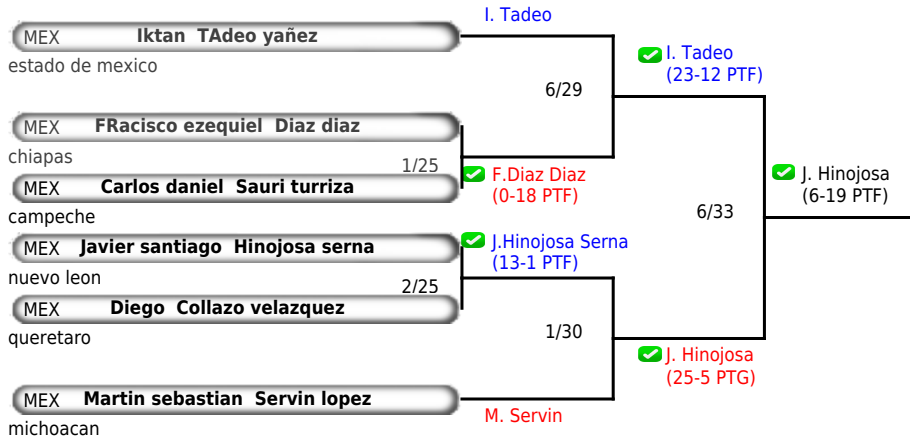 I. Tadeo
MEX Iktan TAdeo yañez
estado de mexico
I. Tadeo
(23-12 PTF)
6/29
MEX FRacisco ezequiel Diaz diaz
chiapas
1/25
F.Diaz Diaz
(0-18 PTF)
MEX Carlos daniel Sauri turriza
campeche
J. Hinojosa
(6-19 PTF)
6/33
MEX Javier santiago Hinojosa serna
nuevo leon
J.Hinojosa Serna
(13-1 PTF)
2/25
MEX Diego Collazo velazquez
queretaro
1/30
J. Hinojosa
(25-5 PTG)
MEX Martin sebastian Servin lopez
michoacan
M. Servin